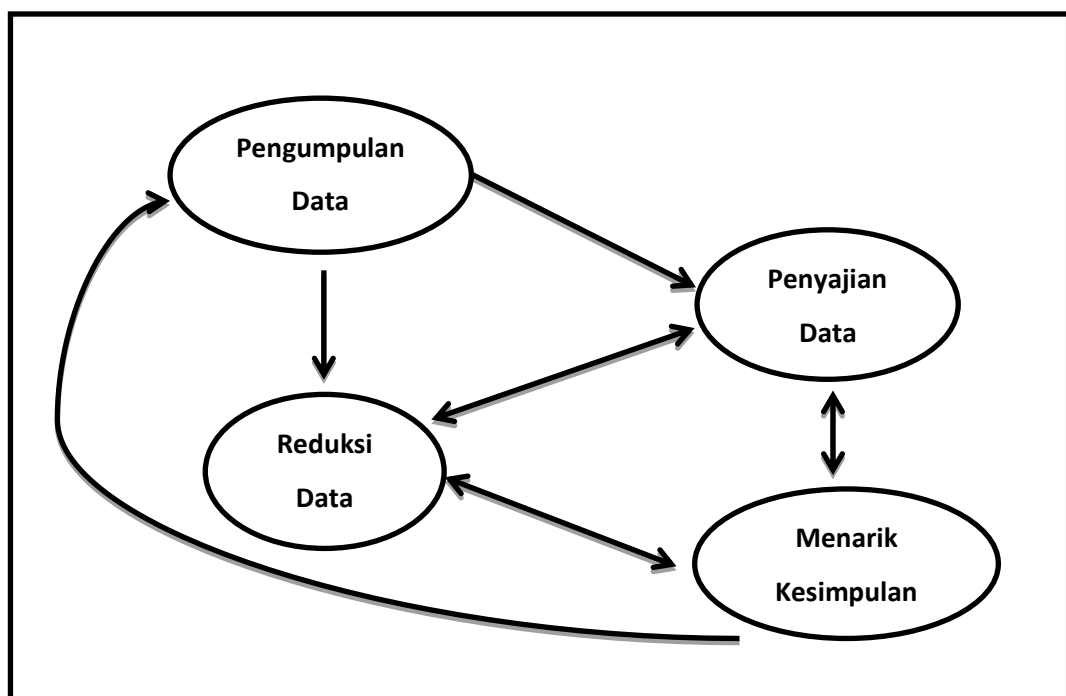 Pengumpulan
Data
Penyajian
Data
Reduksi
Data
Menarik
Kesimpulan